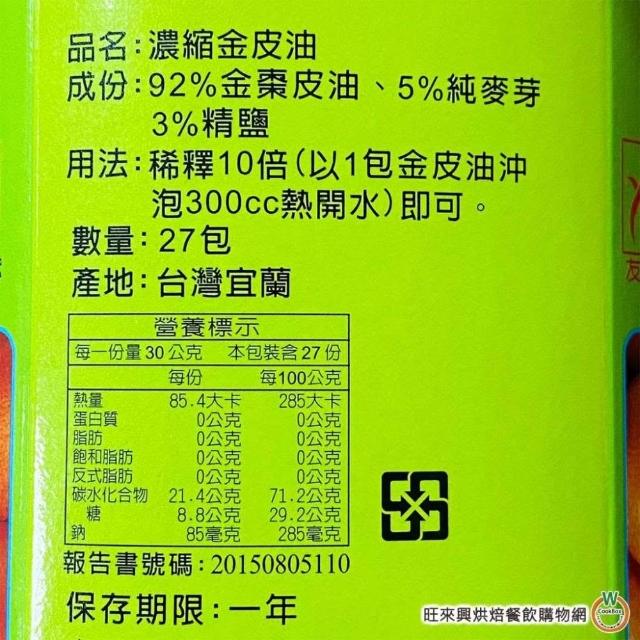 品名:濃縮金皮油
成份:92%金棗皮油、5%純麥芽
3%精鹽
用法:稀釋10倍(以1包金皮油沖
泡300cc熱開水)即可。
數量:27包
產地:台灣宜蘭
營養標示
每一份量30公克 本包裝含27份
每份 每100公克
熱量 85.4大卡 285大卡
蛋白質 0公克 0公克
脂肪 0公克 0公克
飽和脂肪 0公克 0公克
反式脂肪 0公克 0公克
碳水化合物 21.4公克 71.2公克
糖 8.8公克 29.2公克
鈉 85毫克 285毫克
報告書號碼:20150805110
保存期限:一年
友
W
CookBox
旺來興烘焙餐飲購物網